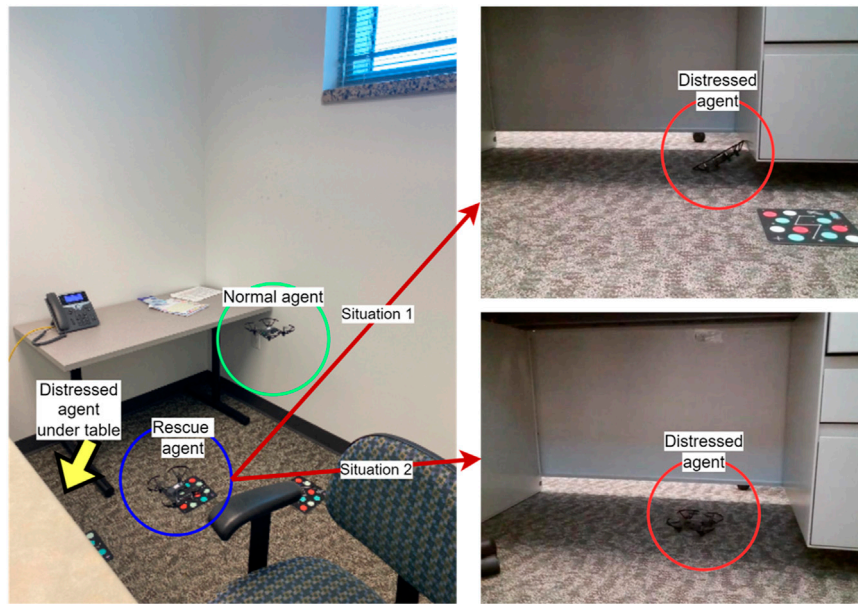 Normal agent
Situation 1
Distressed
agent
under table
Rescue
agent
Situation 2
Distressed
agent
Distressed
agent